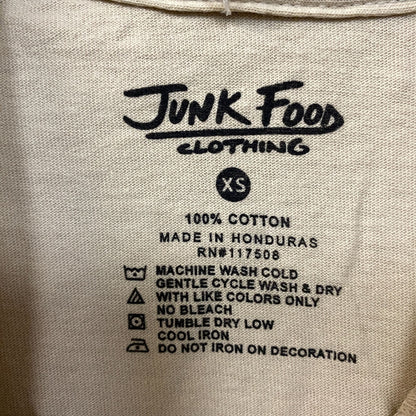 JUNK FOOD
CLOTHING
XS
100% COTTON
MADE IN HONDURAS
RN#117508
MACHINE WASH COLD
GENTLE CYCLE WASH & DRY
WITH LIKE COLORS ONLY
NO BLEACH
TUMBLE DRY LOW
COOL IRON
DO NOT IRON ON DECORATION